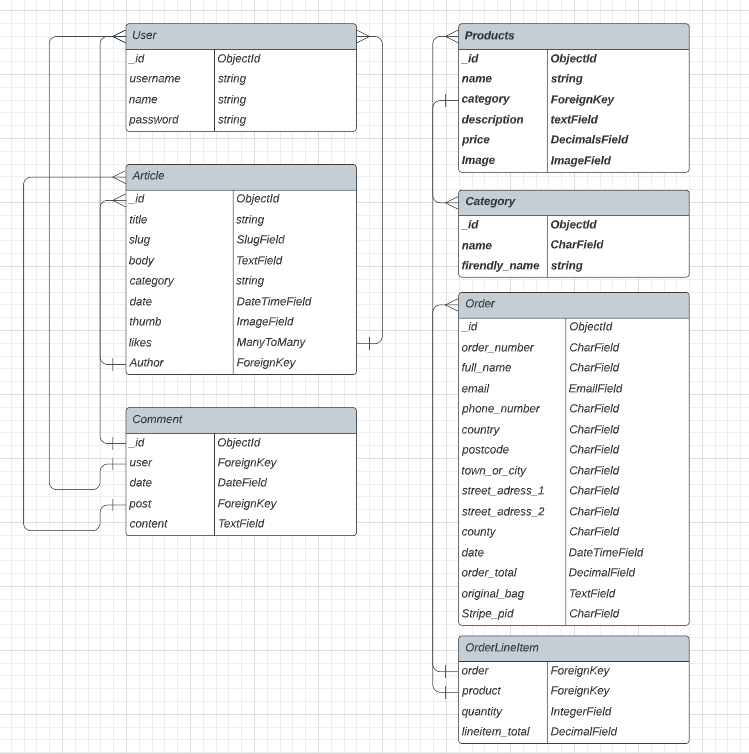 User
_id ObjectId
username string
name string
password string
Article
_id ObjectId
title string
slug SlugField
body TextField
category string
date DateTimeField
thumb ImageField
likes ManyToMany
Author ForeignKey
Comment
_id ObjectId
user ForeignKey
date DateField
post ForeignKey
content TextField
Products
_id ObjectId
name string
category ForeignKey
description textField
price DecimalsField
Image ImageField
Category
_id ObjectId
name CharField
firendly_name string
Order
_id ObjectId
order_number CharField
full_name CharField
email EmailField
phone_number CharField
country CharField
postcode CharField
town_or_city CharField
street_adress_1 CharField
street_adress_2 CharField
county CharField
date DateTimeField
order_total DecimalField
original_bag TextField
Stripe_pid CharField
OrderLineItem
order ForeignKey
product ForeignKey
quantity IntegerField
lineitem_total DecimalField